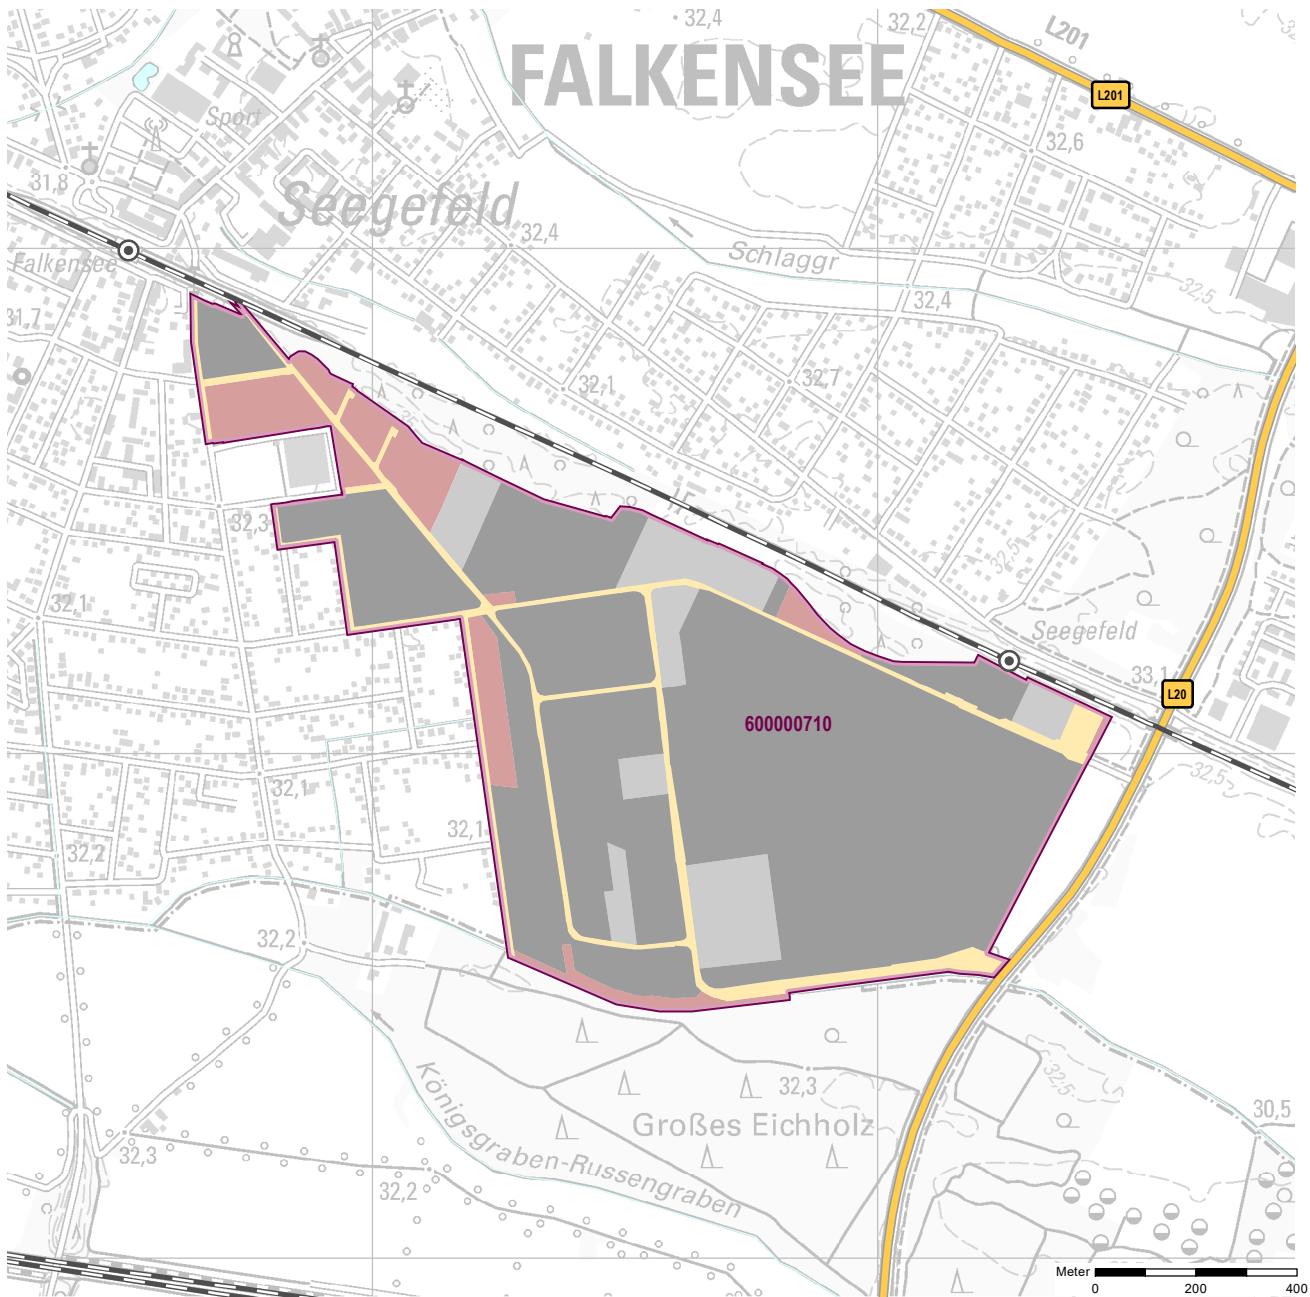 32,4
32,2
L201
FALKENSEE
L201
Sport
32,6
31,8
Seegefeld
32,4
Schlaggr
Falkensee
32,5
32,4
31,7
32,1
32,7
32,3
32,5
32,1
Seegefeld
33,1
L20
600000710
32,5
32,1
32,1
32,2
32,2
Königsgraben-Russengraben
32,3
32,5
Großes Eichholz
30,5
32,3
32,2
Meter
0
200
400